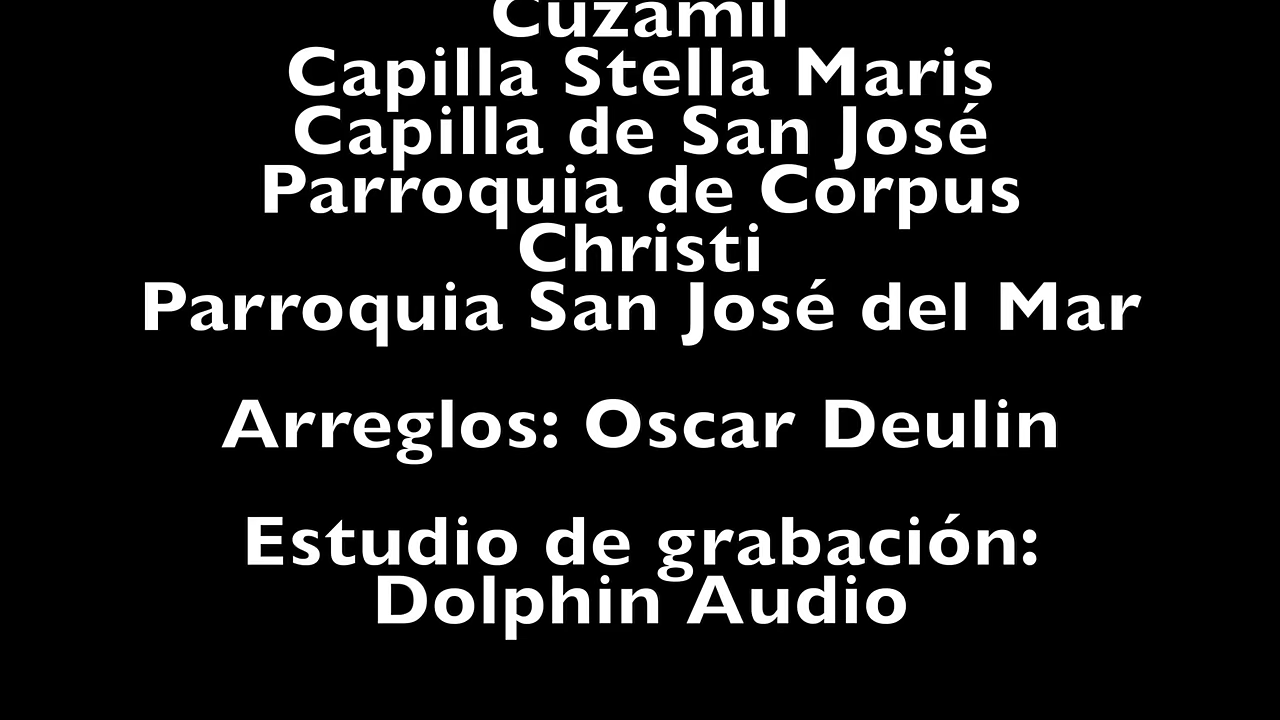 Cuzamil
Capilla Stella Maris
Capilla de San José
Parroquia de Corpus
Christi
Parroquia San José del Mar
Arreglos: Oscar Deulin
Estudio de grabación:
Dolphin Audio